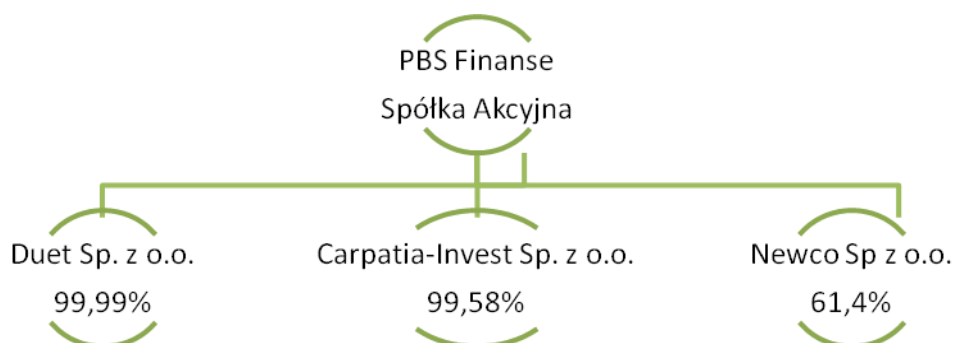 PBS Finanse
Spółka Akcyjna
Duet Sp. z o.o.
99,99%
Carpatia-Invest Sp. z o.o.
99,58%
Newco Sp z o.o.
61,4%